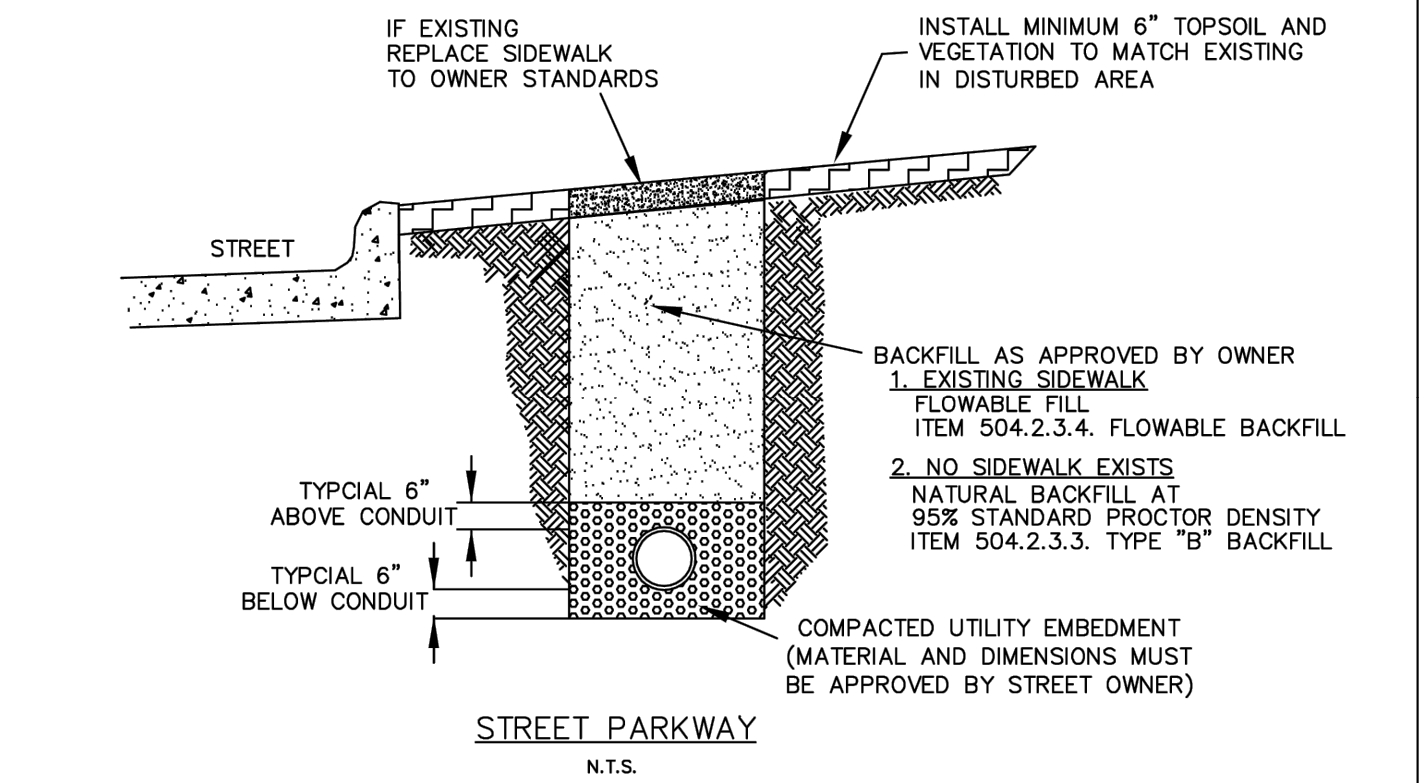 IF EXISTING
REPLACE SIDEWALK
TO OWNER STANDARDS
INSTALL MINIMUM 6” TOPSOIL AND
VEGETATION TO MATCH EXISTING
IN DISTURBED AREA
STREET
BACKFILL AS APPROVED BY OWNER
1. EXISTING SIDEWALK
FLOWABLE FILL
ITEM 504.2.3.4. FLOWABLE BACKFILL
2. NO SIDEWALK EXISTS
NATURAL BACKFILL AT
95% STANDARD PROCTOR DENSITY
ITEM 504.2.3.3. TYPE ”B” BACKFILL
TYPCIAL 6”
ABOVE CONDUIT
TYPCIAL 6”
BELOW CONDUIT
COMPACTED UTILITY EMBEDMENT
(MATERIAL AND DIMENSIONS MUST
BE APPROVED BY STREET OWNER)
STREET PARKWAY
N.T.S.